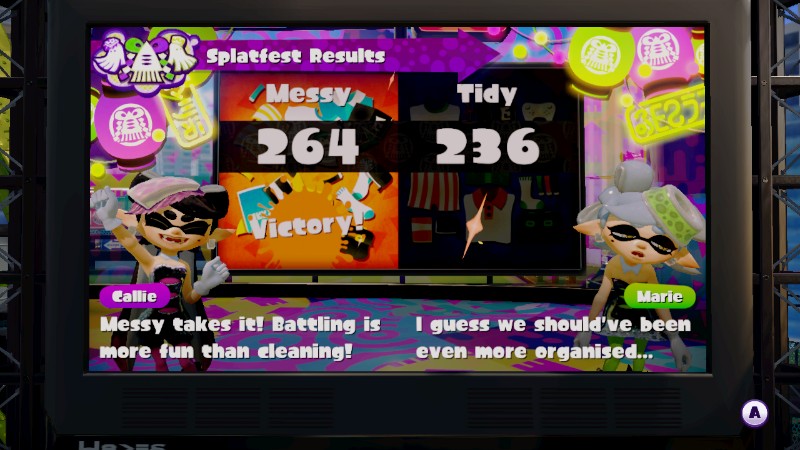 Splatfest Results
Messy
Tidy
264
236
Victory!
Callie
Marie
Messy takes it! Battling is
more fun than cleaning!
I guess we should've been
even more organised...
A